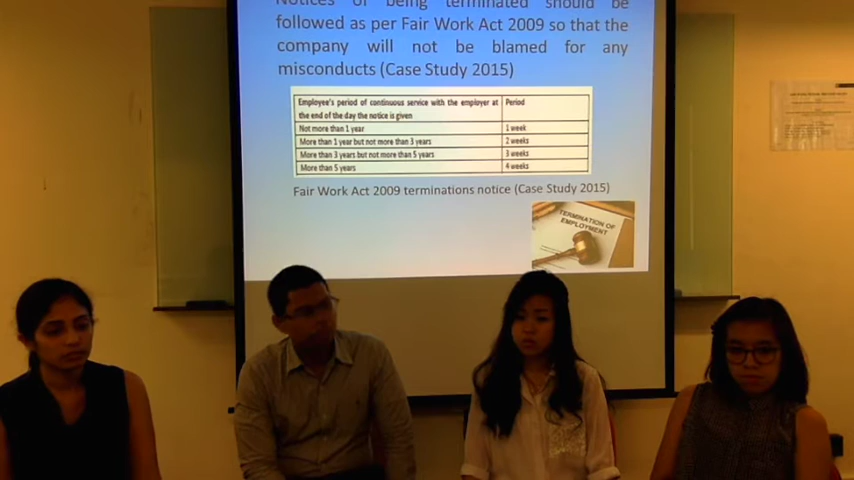 Notices of being terminated should be
followed as per Fair Work Act 2009 so that the
company will not be blamed for any
misconducts (Case Study 2015)
Employee's period of continuous service with the employer at
the end of the day the notice is given
Period
Not more than 1 year
1 week
More than 1 year but not more than 3 years
2 weeks
More than 3 years but not more than 5 years
3 weeks
More than 5 years
4 weeks
Fair Work Act 2009 terminations notice (Case Study 2015)
TERMINATION OF
EMPLOYMENT